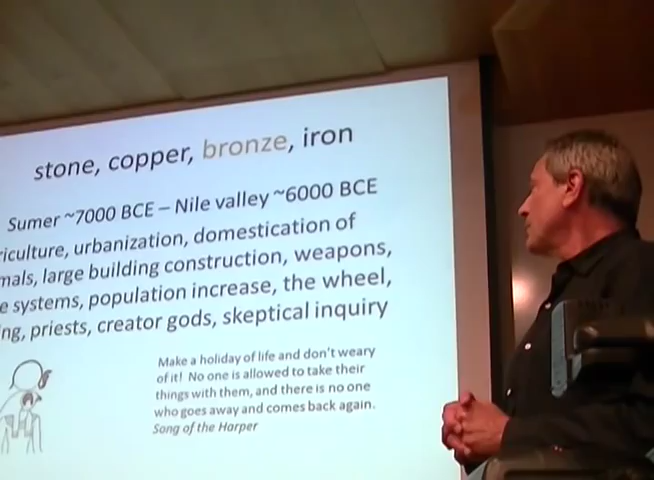 stone, copper, bronze, iron
Sumer ~7000 BCE – Nile valley ~6000 BCE
riculture, urbanization, domestication of
mals, large building construction, weapons,
e systems, population increase, the wheel,
ng, priests, creator gods, skeptical inquiry
Make a holiday of life and don't weary
of it! No one is allowed to take their
things with them, and there is no one
who goes away and comes back again.
Song of the Harper